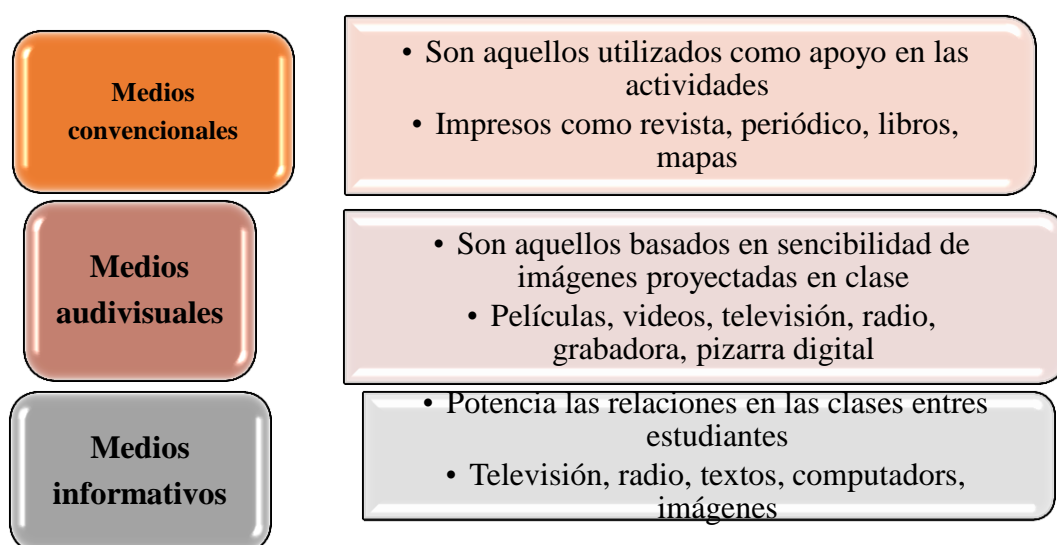 Medios
convencionales
• Son aquellos utilizados como apoyo en las
actividades
• Impresos como revista, periódico, libros,
mapas
Medios
audivisuales
• Son aquellos basados en sencibilidad de
imágenes proyectadas en clase
• Películas, videos, televisión, radio,
grabadora, pizarra digital
Medios
informativos
• Potencia las relaciones en las clases entres
estudiantes
• Televisión, radio, textos, computadors,
imágenes